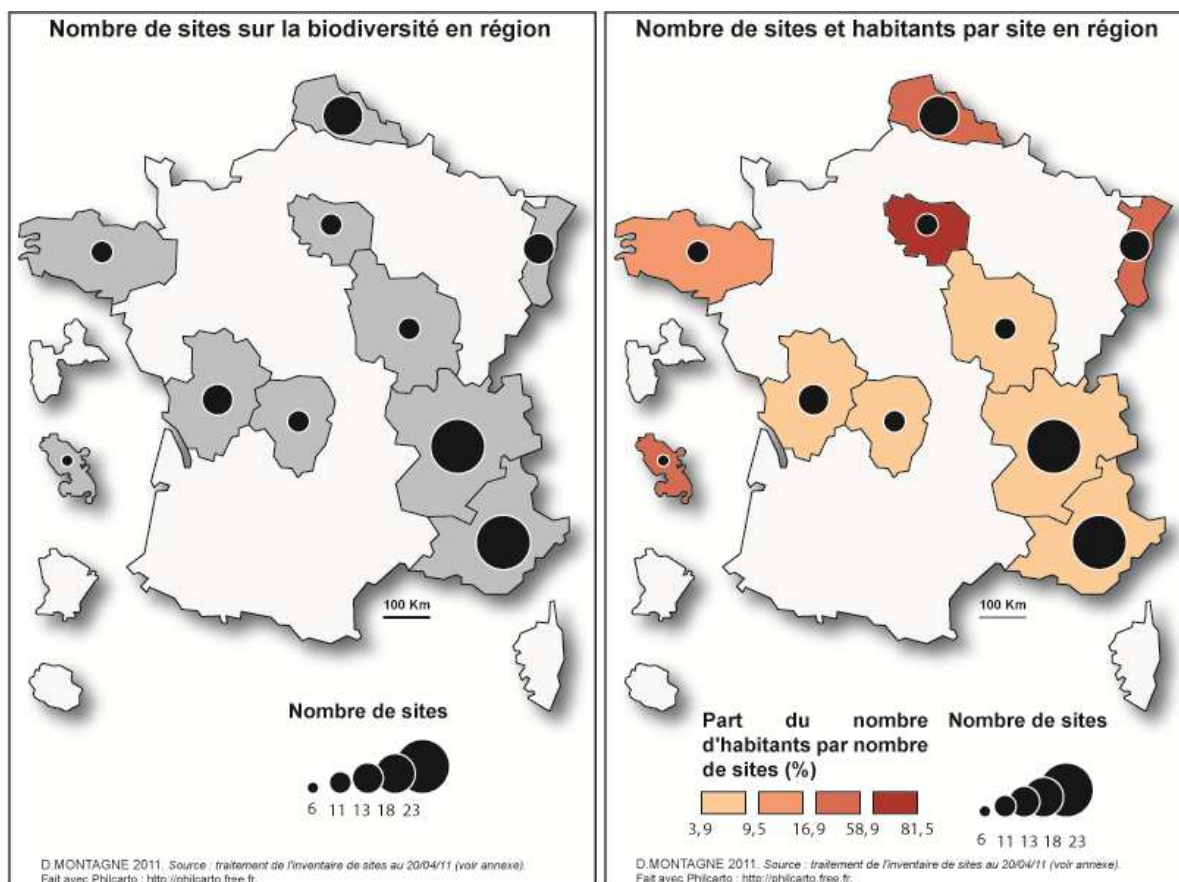 Nombre de sites sur la biodiversité en région
100 Km
Nombre de sites
6 11 13 18 23
D.MONTAGNE 2011. Source : traitement de l'inventaire de sites au 20/04/11 (voir annexe).
Fait avec Philcarto : http://philcarto.free.fr.
Nombre de sites et habitants par site en région
100 Km
Part du nombre
d'habitants par nombre
de sites (%)
3,9 9,5 16,9 58,9 81,5
Nombre de sites
6 11 13 18 23
D.MONTAGNE 2011. Source : traitement de l'inventaire de sites au 20/04/11 (voir annexe).
Fait avec Philcarto : http://philcarto.free.fr.